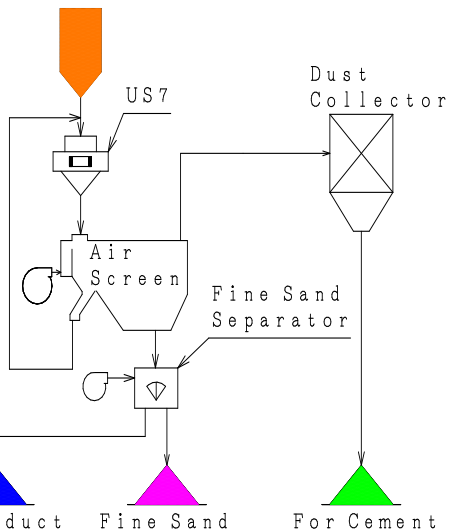 Dust
Collector
US7
Air
Screen
Fine Sand
Separator
duct
Fine Sand
For Cement